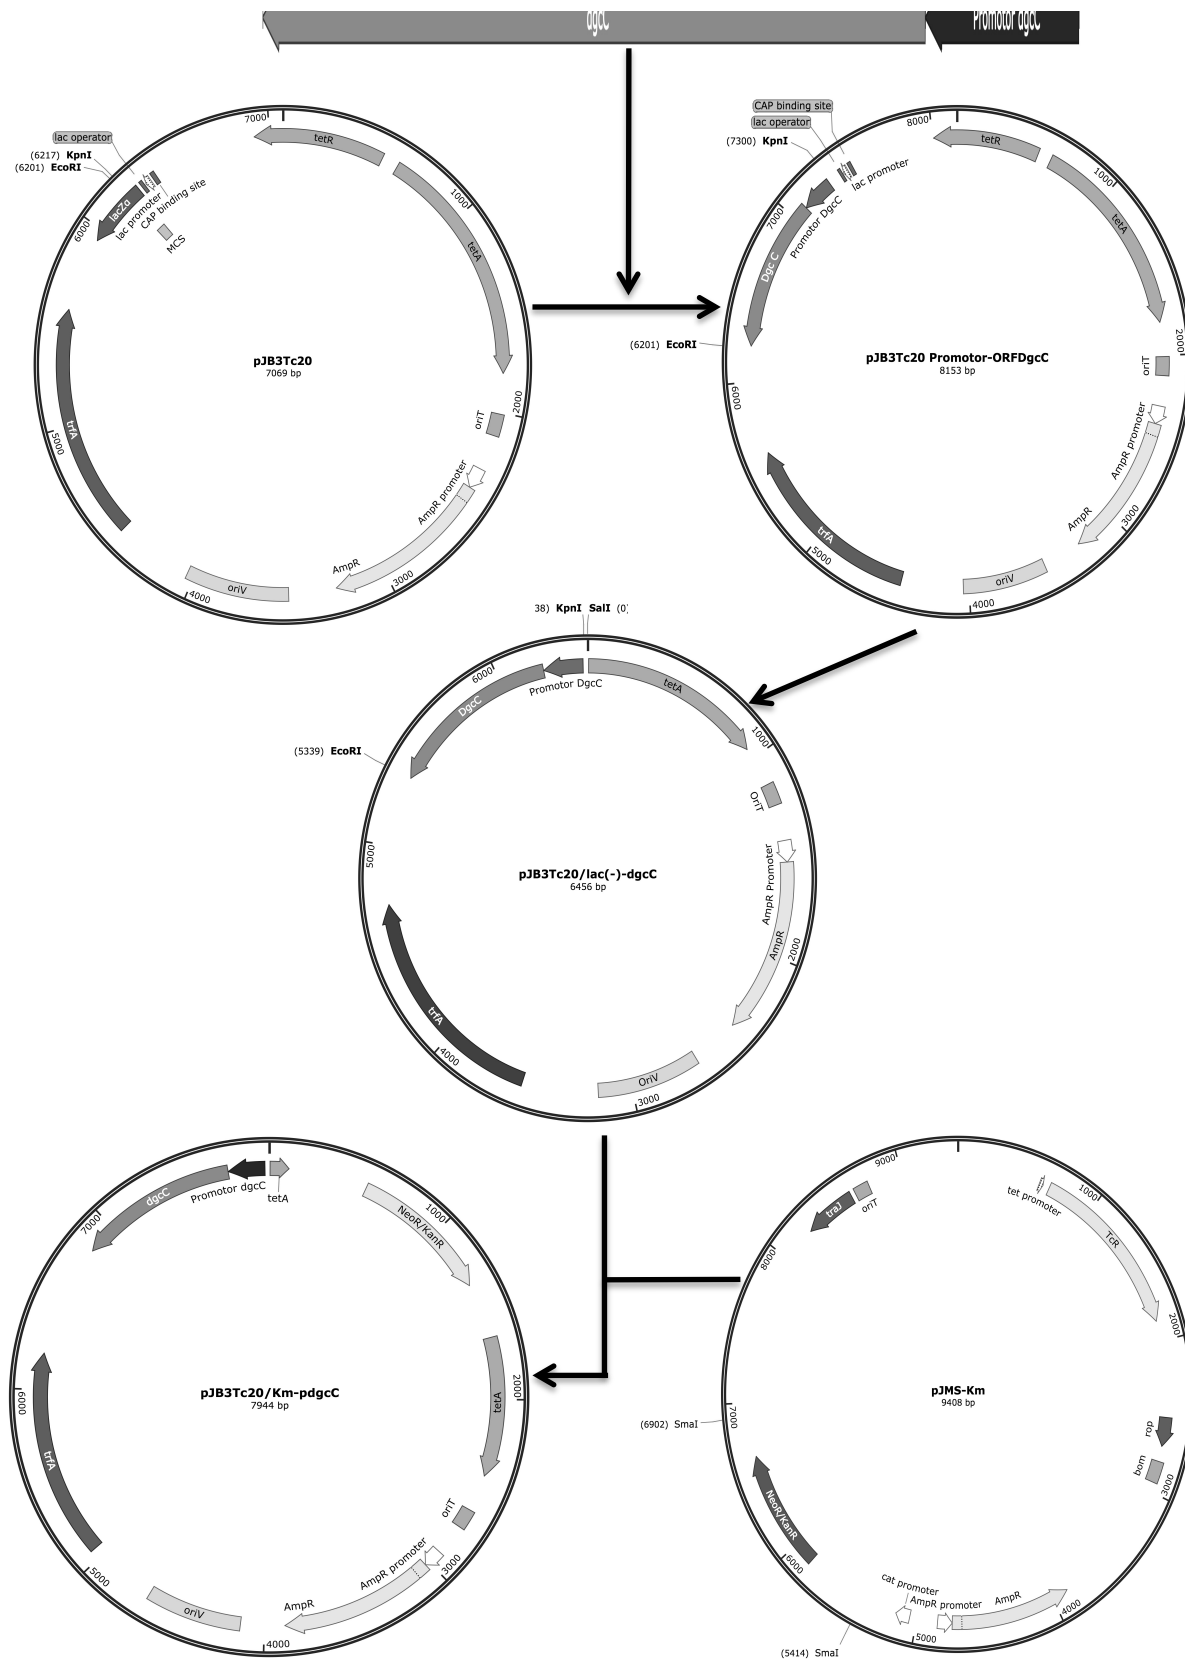 dgcC
Promotor dgcC
7000
lac operator
(6217) KpnI
(6201) EcoRI
lacZα
lac promoter
CAP binding site
MCS
6000
tetR
1000
tetA
2000
oriT
AmpR promoter
AmpR
3000
oriV
4000
trfA
5000
pJB3Tc20
7069 bp
CAP binding site
lac operator
(7300) KpnI
8000
tetR
lac promoter
Promotor DgcC
7000
Dgc C
(6201) EcoRI
6000
1000
tetA
2000
oriT
AmpR promoter
AmpR
3000
oriV
4000
trfA
5000
pJB3Tc20 Promotor-ORFDgcC
8153 bp
38) KpnI SalI (0)
6000
Promotor DgcC
DgcC
tetA
1000
(5339) EcoRI
OriT
5000
AmpR Promoter
AmpR
2000
pJB3Tc20/lac(-)-dgcC
6456 bp
trfA
4000
OriV
3000
dgcC
Promotor dgcC
tetA
7000
NeoR/KanR
1000
tetA
2000
6000
trfA
pJB3Tc20/Km-pdgcC
7944 bp
oriT
AmpR promoter
3000
AmpR
5000
oriV
4000
9000
traJ
oriT
8000
tet promoter
1000
TcR
2000
pJMS-Km
9408 bp
(6902) SmaI
7000
rop
bom
3000
NeoR/KanR
6000
cat promoter
AmpR promoter
AmpR
4000
5000
(5414) SmaI